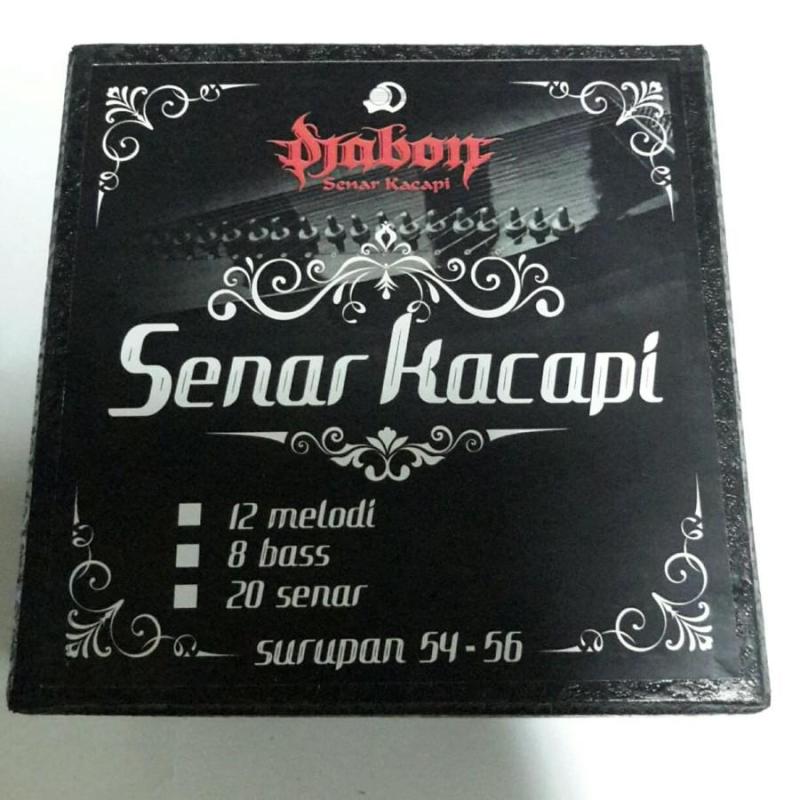 Djabon
Senar Kacapi
Senar Kacapi
12 melodi
8 bass
20 senar
surupan 54 - 56